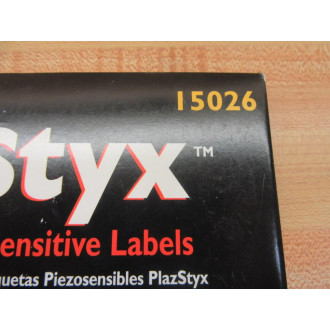 15026
Styx™
ensitive Labels
uetas Piezosensibles PlazStyx